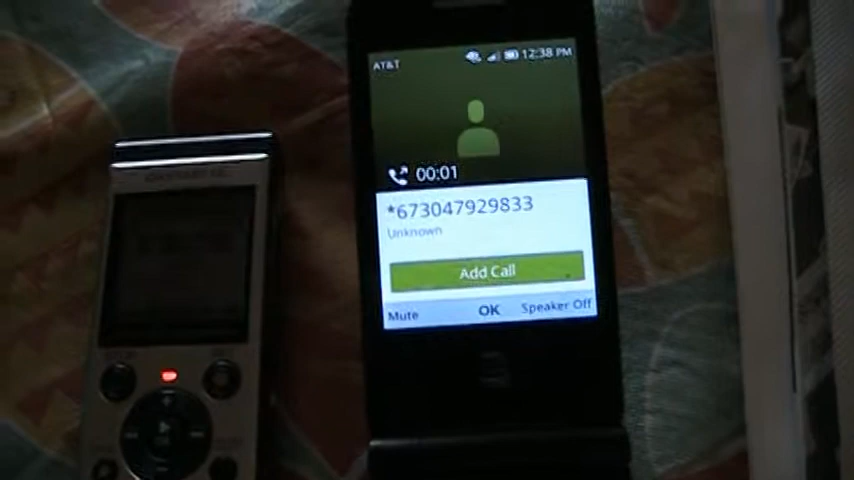 AT&T 12:38 PM
00:01
*673047929833
Unknown
Add Call
Mute OK Speaker Off